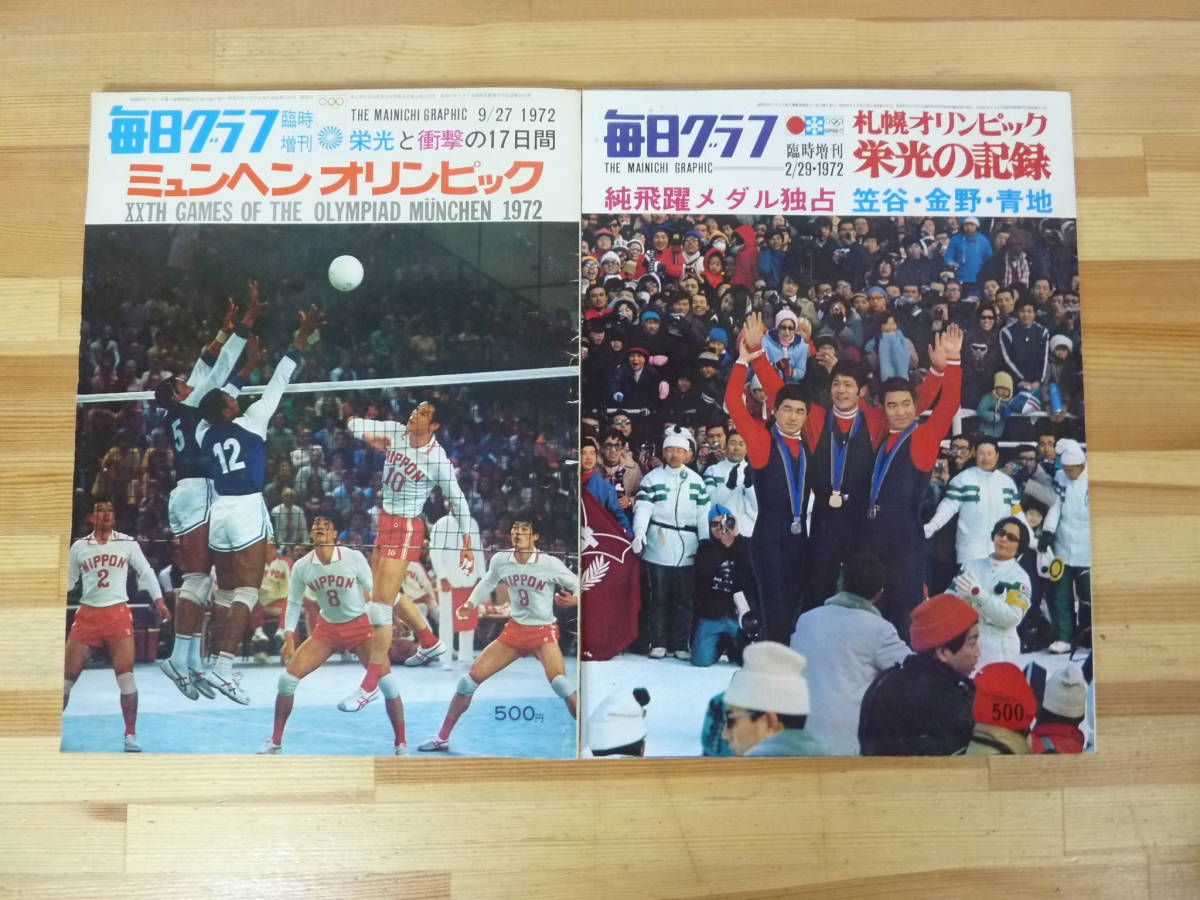 毎日グラフ
臨時
増刊
THE MAINICHI GRAPHIC 9/27 1972
栄光と衝撃の17日間
ミュンヘン オリンピック
XXTH GAMES OF THE OLYMPIAD MÜNCHEN 1972
5
12
NIPPON
10
NIPPON
2
NIPPON
8
NIPPON
9
10
500円
毎日グラフ
THE MAINICHI GRAPHIC
臨時増刊
2/29・1972
札幌オリンピック
栄光の記録
純飛躍メダル独占 笠谷・金野・青地
500